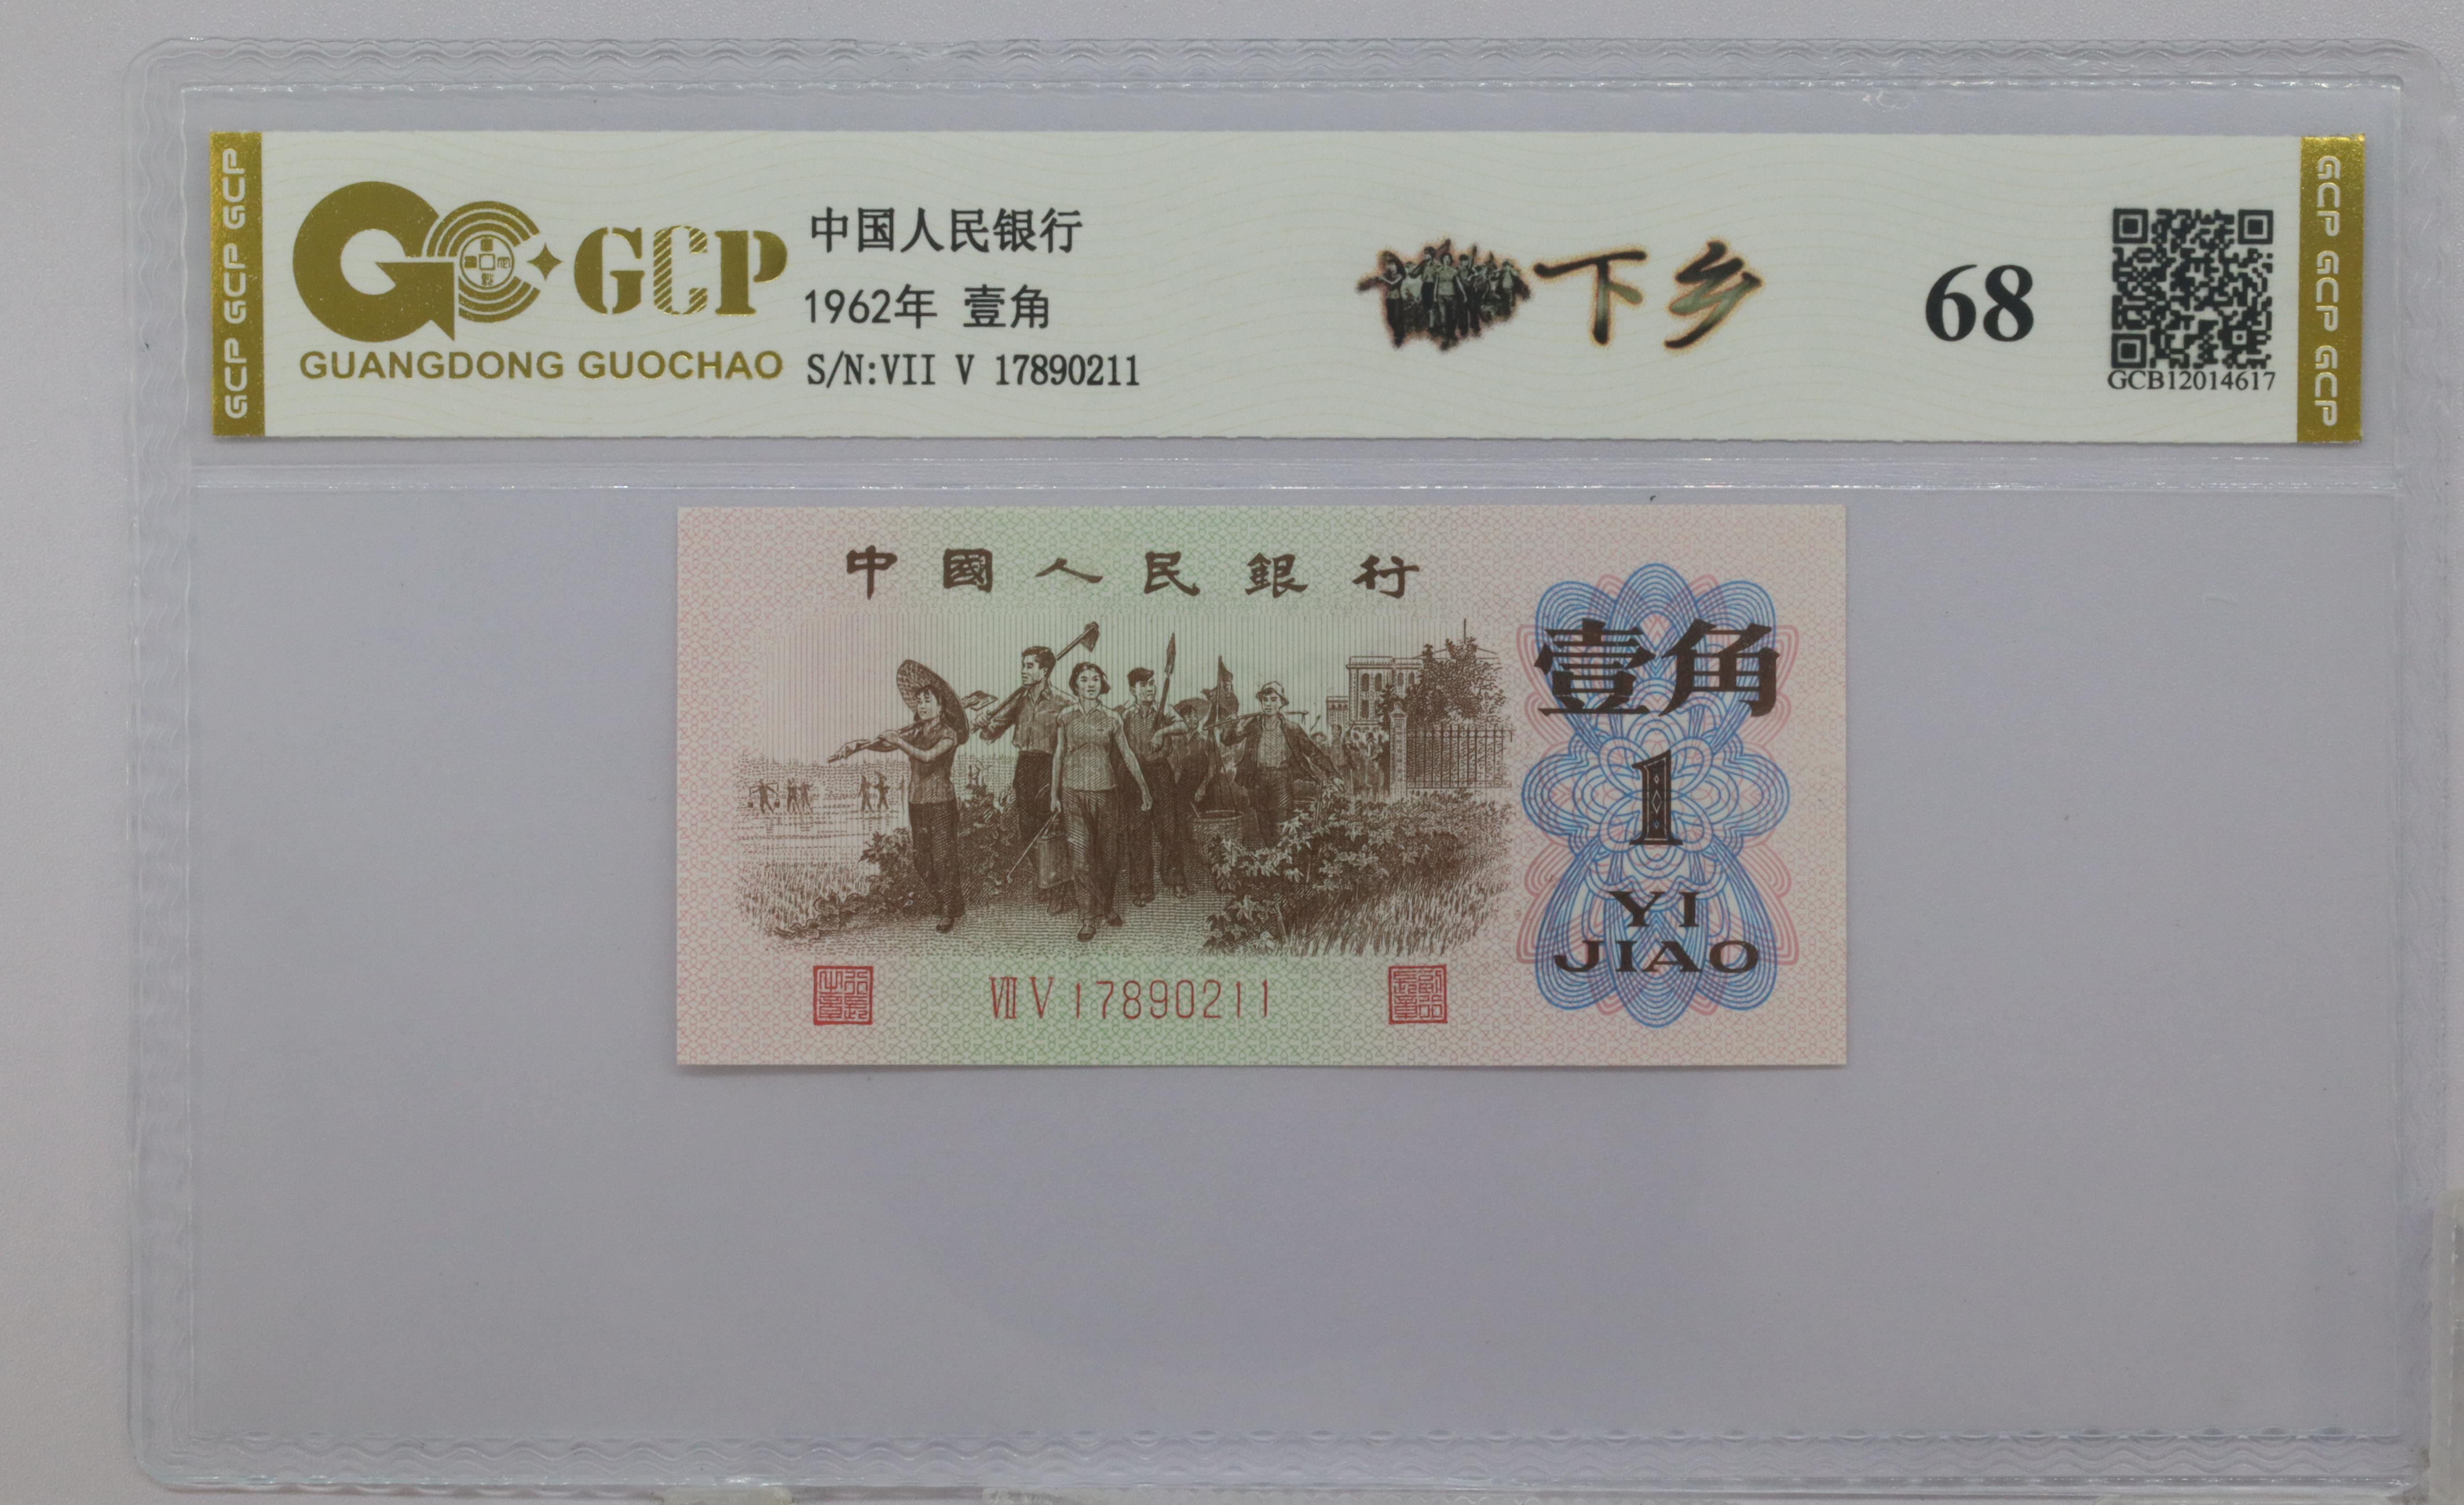 GCP GCP GCP
GCP
GUANGDONG GUOCHAO
中国人民银行
1962年 壹角
S/N:VII V 17890211
下乡
68
GCB12014617
GCP GCP GCP
中國人民銀行
壹角
1
YI
JIAO
VII V 17890211